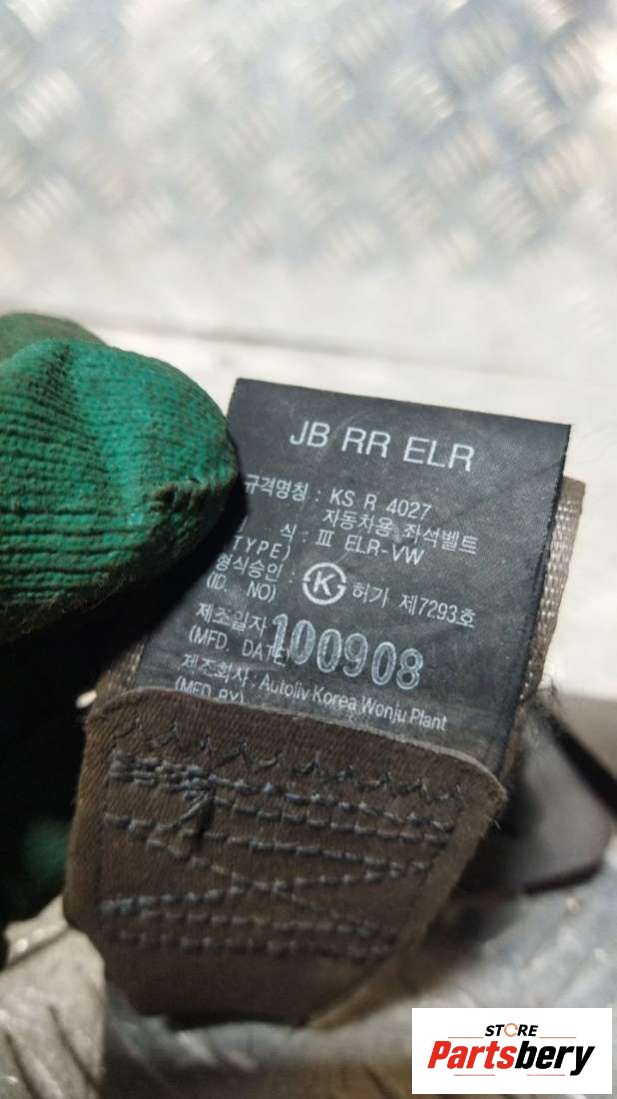 JB RR ELR
규격명칭 : KS R 4027
자동차용 좌석벨트
식 : Ⅲ ELR-VW
(TYPE)
형식승인 : K 허가 제7293호
(ID. NO)
제조일자 100908
(MFD. DATE
제조회사 : Autoliv Korea Wonju Plant
(MFD BY)
STORE
Partsbery